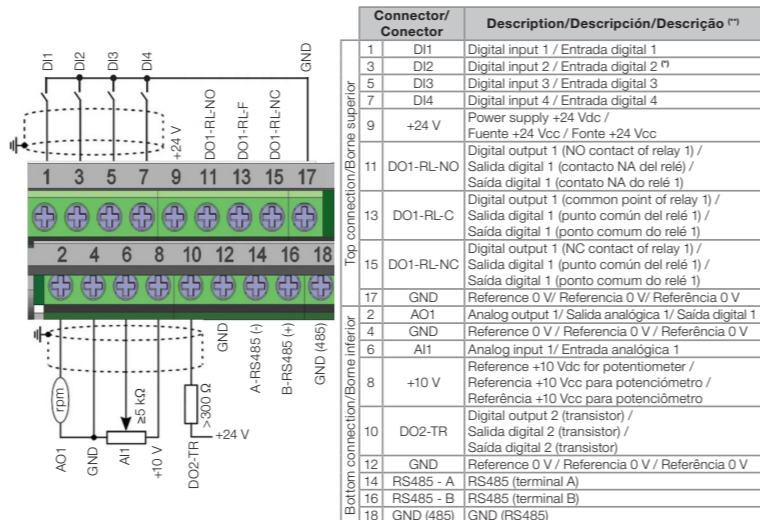 DI1
DI2
DI3
DI4
GND
+24 V
DO1-RL-NO
DO1-RL-F
DO1-RL-NC
1 3 5 7 9 11 13 15 17
2 4 6 8 10 12 14 16 18
rpm
≥5 kΩ
>300 Ω
+24 V
GND
A-RS485 (-)
B-RS485 (+)
GND (485)
AO1
GND
AI1
+10 V
DO2-TR
Connector/
Conector
Description/Descripción/Descrição (**)
Top connection/Borne superior
1 DI1 Digital input 1 / Entrada digital 1
3 DI2 Digital input 2 / Entrada digital 2 (*)
5 DI3 Digital input 3 / Entrada digital 3
7 DI4 Digital input 4 / Entrada digital 4
9 +24 V Power supply +24 Vdc /
Fuente +24 Vcc / Fonte +24 Vcc
11 DO1-RL-NO Digital output 1 (NO contact of relay 1) /
Salida digital 1 (contacto NA del relé) /
Saída digital 1 (contato NA do relé 1)
13 DO1-RL-C Digital output 1 (common point of relay 1) /
Salida digital 1 (punto común del relé 1) /
Saída digital 1 (ponto comum do relé 1)
15 DO1-RL-NC Digital output 1 (NC contact of relay 1) /
Salida digital 1 (punto común del relé 1) /
Saída digital 1 (ponto comum do relé 1)
17 GND Reference 0 V/ Referencia 0 V/ Referência 0 V
Bottom connection/Borne inferior
2 AO1 Analog output 1/ Salida analógica 1/ Saída digital 1
4 GND Reference 0 V / Referencia 0 V / Referência 0 V
6 AI1 Analog input 1/ Entrada analógica 1
8 +10 V Reference +10 Vdc for potentiometer /
Referencia +10 Vcc para potenciómetro /
Referência +10 Vcc para potenciômetro
10 DO2-TR Digital output 2 (transistor) /
Salida digital 2 (transistor) /
Saída digital 2 (transistor)
12 GND Reference 0 V / Referencia 0 V / Referência 0 V
14 RS485 - A RS485 (terminal A)
16 RS485 - B RS485 (terminal B)
18 GND (485) GND (RS485)